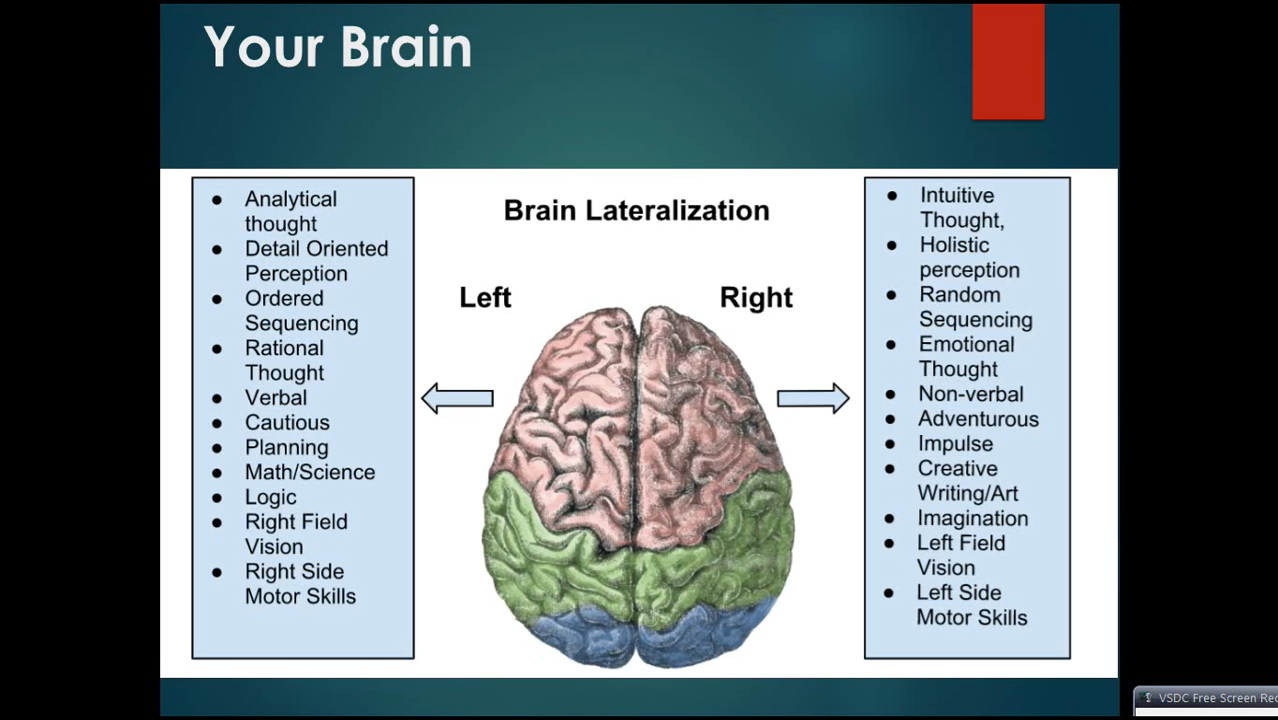 Your Brain
Brain Lateralization
Left
Right
● Analytical
thought
● Detail Oriented
Perception
● Ordered
Sequencing
● Rational
Thought
● Verbal
● Cautious
● Planning
● Math/Science
● Logic
● Right Field
Vision
● Right Side
Motor Skills
● Intuitive
Thought,
● Holistic
perception
● Random
Sequencing
● Emotional
Thought
● Non-verbal
● Adventurous
● Impulse
● Creative
Writing/Art
● Imagination
● Left Field
Vision
● Left Side
Motor Skills
VSDC Free Screen Rec